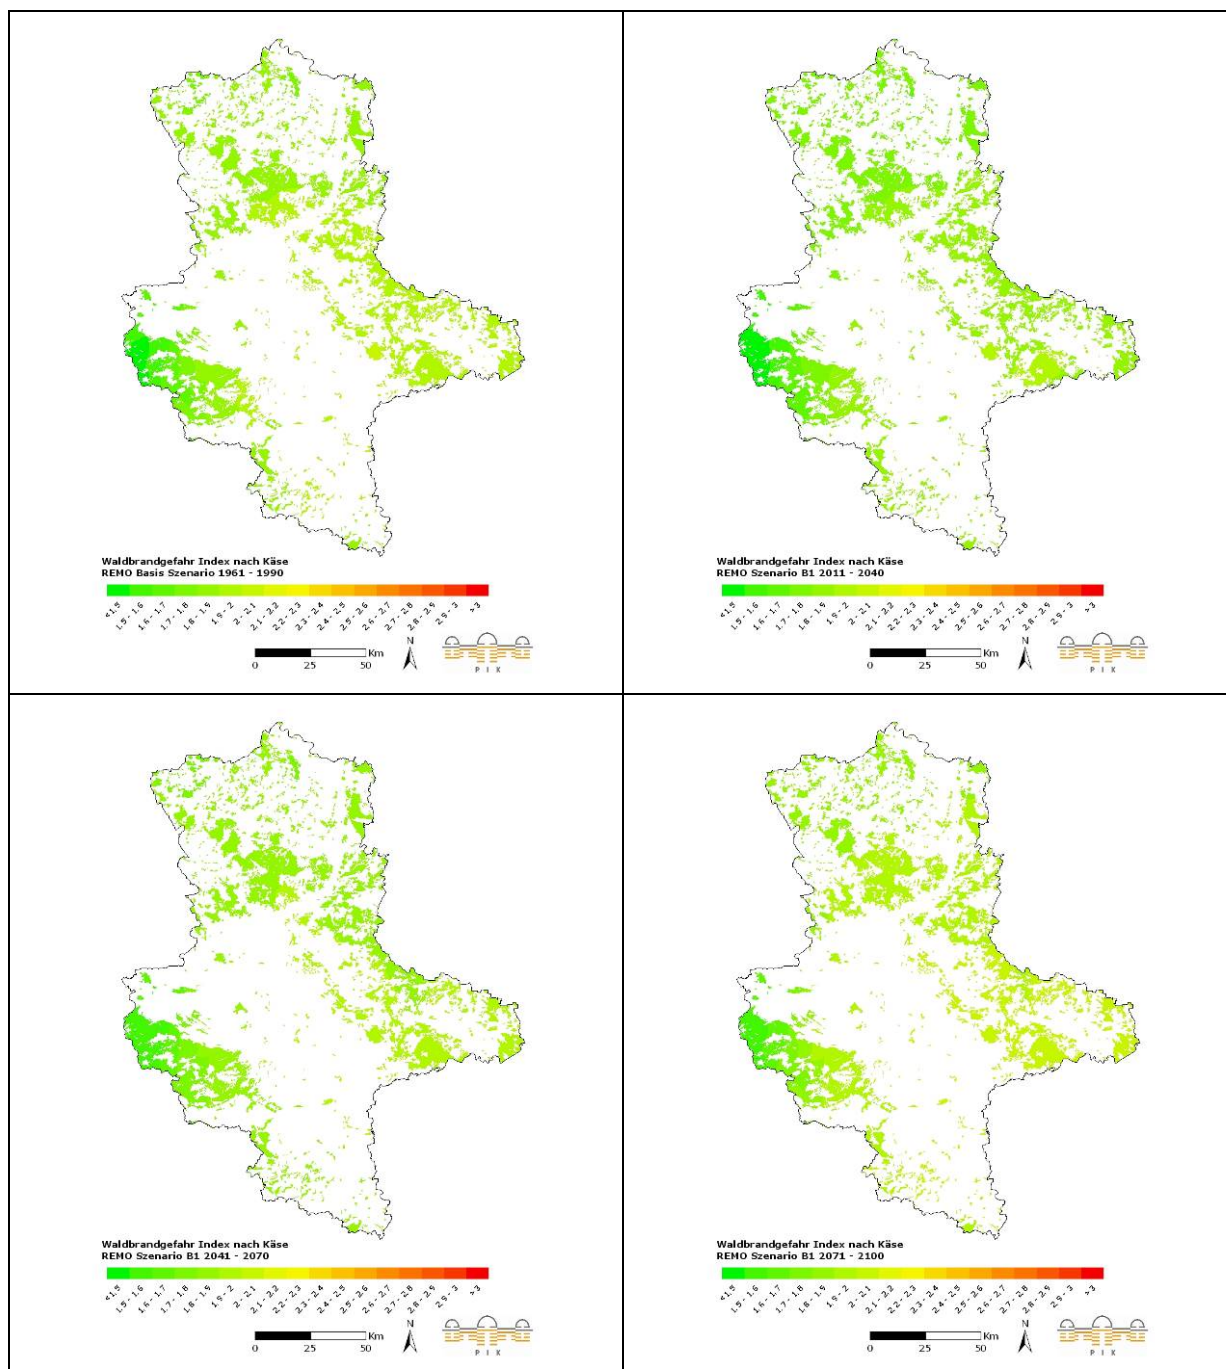 Waldbrandgefahr Index nach Käse
REMO Basis Szenario 1961 - 1990
<1.5 1.5 - 1.6 1.6 - 1.7 1.7 - 1.8 1.8 - 1.9 1.9 - 2 2 - 2.1 2.1 - 2.2 2.2 - 2.3 2.3 - 2.4 2.4 - 2.5 2.5 - 2.6 2.6 - 2.7 2.7 - 2.8 2.8 - 2.9 2.9 - 3 >3
N
Km
0 25 50
P I K
Waldbrandgefahr Index nach Käse
REMO Szenario B1 2011 - 2040
<1.5 1.5 - 1.6 1.6 - 1.7 1.7 - 1.8 1.8 - 1.9 1.9 - 2 2 - 2.1 2.1 - 2.2 2.2 - 2.3 2.3 - 2.4 2.4 - 2.5 2.5 - 2.6 2.6 - 2.7 2.7 - 2.8 2.8 - 2.9 2.9 - 3 >3
N
Km
0 25 50
P I K
Waldbrandgefahr Index nach Käse
REMO Szenario B1 2041 - 2070
<1.5 1.5 - 1.6 1.6 - 1.7 1.7 - 1.8 1.8 - 1.9 1.9 - 2 2 - 2.1 2.1 - 2.2 2.2 - 2.3 2.3 - 2.4 2.4 - 2.5 2.5 - 2.6 2.6 - 2.7 2.7 - 2.8 2.8 - 2.9 2.9 - 3 >3
N
Km
0 25 50
P I K
Waldbrandgefahr Index nach Käse
REMO Szenario B1 2071 - 2100
<1.5 1.5 - 1.6 1.6 - 1.7 1.7 - 1.8 1.8 - 1.9 1.9 - 2 2 - 2.1 2.1 - 2.2 2.2 - 2.3 2.3 - 2.4 2.4 - 2.5 2.5 - 2.6 2.6 - 2.7 2.7 - 2.8 2.8 - 2.9 2.9 - 3 >3
N
Km
0 25 50
P I K